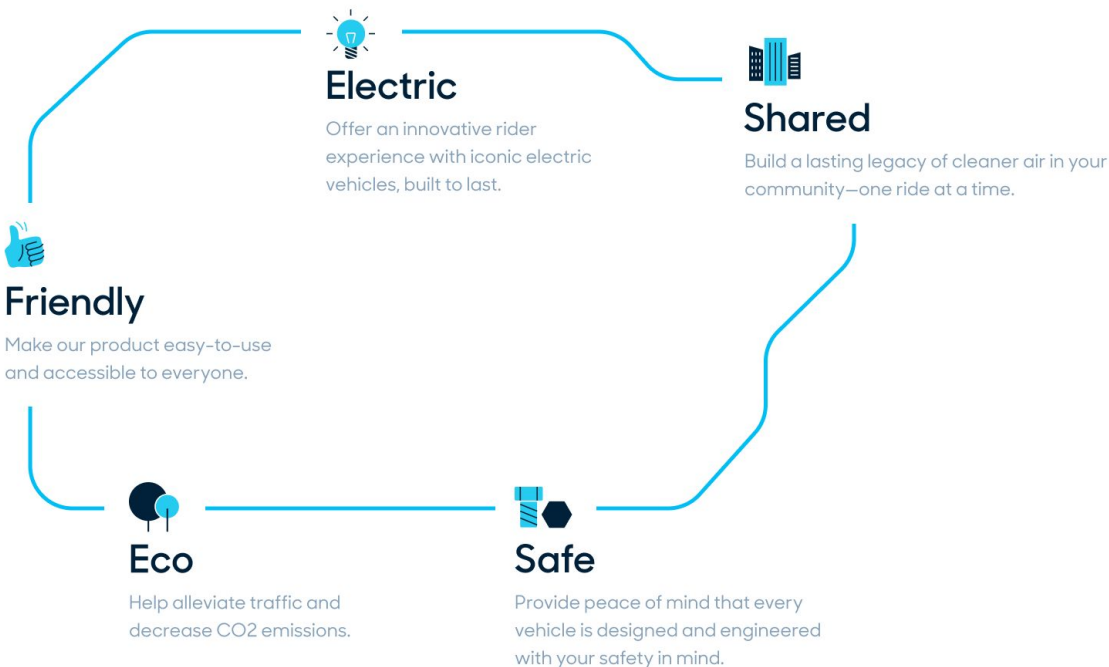 Electric
Offer an innovative rider
experience with iconic electric
vehicles, built to last.
Shared
Build a lasting legacy of cleaner air in your
community—one ride at a time.
Friendly
Make our product easy-to-use
and accessible to everyone.
Eco
Help alleviate traffic and
decrease CO2 emissions.
Safe
Provide peace of mind that every
vehicle is designed and engineered
with your safety in mind.